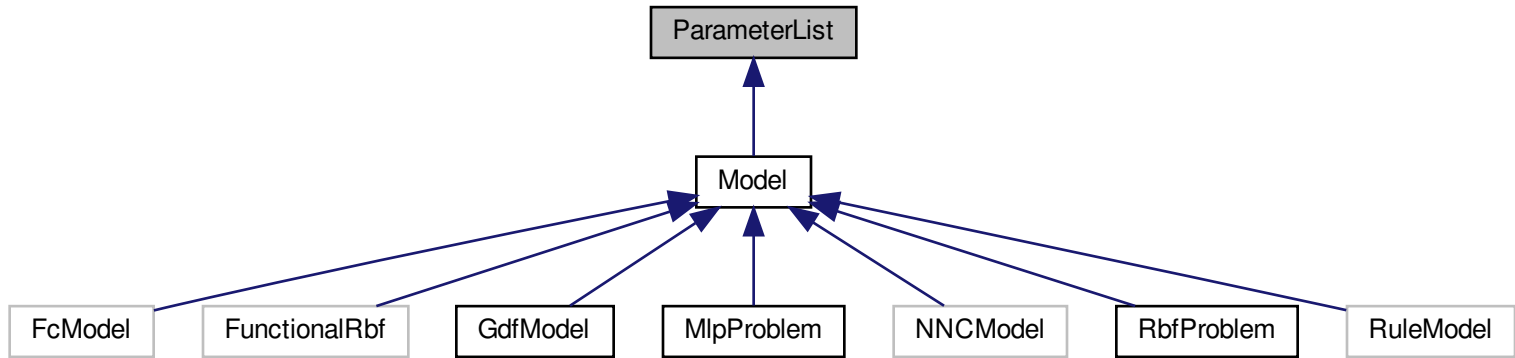 ParameterList
Model
FcModel
FunctionalRbf
GdfModel
MlpProblem
NNCModel
RbfProblem
RuleModel